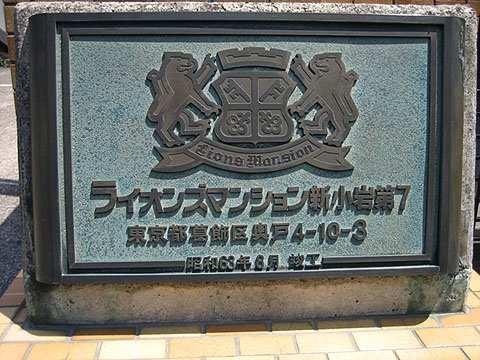 Lions Mansion
ライオンズマンション新小岩第7
東京都葛飾区奥戸4-10-3
昭和63年6月 竣工